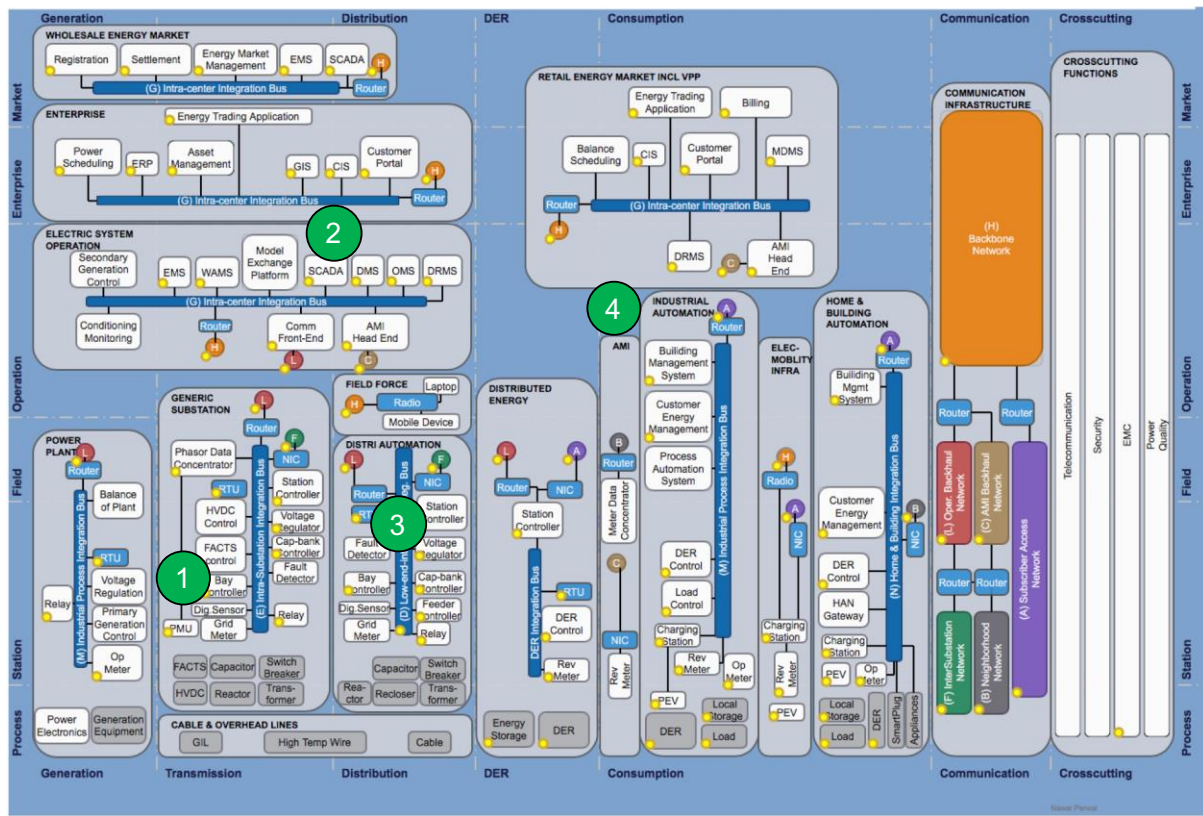 Generation
Distribution
DER
Consumption
Communication
Crosscutting
Market
Enterprise
Operation
Field
Station
Process
WHOLESALE ENERGY MARKET
Registration
Settlement
Energy Market
Management
EMS
SCADA
H
Router
(G) Intra-center Integration Bus
ENTERPRISE
Energy Trading Application
Power
Scheduling
ERP
Asset
Management
GIS
CIS
Customer
Portal
H
Router
(G) Intra-center Integration Bus
2
ELECTRIC SYSTEM
OPERATION
Secondary
Generation
Control
EMS
WAMS
Model
Exchange
Platform
SCADA
DMS
OMS
DRMS
(G) Intra-center Integration Bus
Conditioning
Monitoring
Router
H
Comm
Front-End
L
AMI
Head End
C
RETAIL ENERGY MARKET INCL VPP
Energy Trading
Application
Billing
Balance
Scheduling
CIS
Customer
Portal
MDMS
Router
H
(G) Intra-center Integration Bus
DRMS
C
AMI
Head
End
POWER
PLANT
L
Router
(M) Industrial Process Integration Bus
Balance
of Plant
RTU
Voltage
Regulation
Relay
Primary
Generation
Control
Op
Meter
Power
Electronics
Generation
Equipment
GENERIC
SUBSTATION
L
Router
F
NIC
Phasor Data
Concentrator
RTU
Station
Controller
HVDC
Control
Voltage
Regulator
FACTS
control
Cap-bank
Controller
Fault
Detector
1
Bay
Controller
Dig.Sensor
Relay
PMU
Grid
Meter
(E) Intra-Substation Integration Bus
FACTS
Capacitor
Switch
Breaker
HVDC
Reactor
Trans-
former
CABLE & OVERHEAD LINES
GIL
High Temp Wire
Cable
FIELD FORCE
Laptop
H
Radio
Mobile Device
DISTRI AUTOMATION
L
Router
F
NIC
3
Station
Controller
Fault
Detector
Voltage
Regulator
Bay
Controller
Cap-bank
Controller
Dig.Sensor
Feeder
Controller
Grid
Meter
Relay
Capacitor
Switch
Breaker
Rea-
ctor
Recloser
Trans-
former
DISTRIBUTED
ENERGY
L
A
Router
NIC
Station
Controller
DER Integration Bus
RTU
DER
Control
Rev
Meter
Energy
Storage
DER
4
AMI
B
Router
Meter Data
Concentrator
C
NIC
Rev
Meter
INDUSTRIAL
AUTOMATION
A
Router
Buiilding
Management
System
Customer
Energy
Management
Process
Automation
System
(M) Industrial Process Integration Bus
DER
Control
Load
Control
Charging
Station
Rev
Meter
Op
Meter
PEV
Local
Storage
DER
Load
ELEC-
MOBLITY
INFRA
H
Radio
A
NIC
Charging
Station
Rev
Meter
PEV
HOME &
BUILDING
AUTOMATION
A
Router
Buiilding
Mgmt
System
(N) Home & Building Integration Bus
Customer
Energy
Management
B
NIC
DER
Control
HAN
Gateway
Charging
Station
PEV
Op
Meter
Local
Storage
Load
DER
SmartPlug
Appliances
COMMUNICATION
INFRASTRUCTURE
(H)
Backbone
Network
Router
Router
(L) Oper. Backhaul
Network
(C) AMI Backhaul
Network
(A) Subscriber Access
Network
Router
Router
(F) InterSubstation
Network
(B) Neighborhood
Network
CROSSCUTTING
FUNCTIONS
Telecommunication
Security
EMC
Power
Quality
Market
Enterprise
Operation
Field
Station
Process
Generation
Transmission
Distribution
DER
Consumption
Communication
Crosscutting